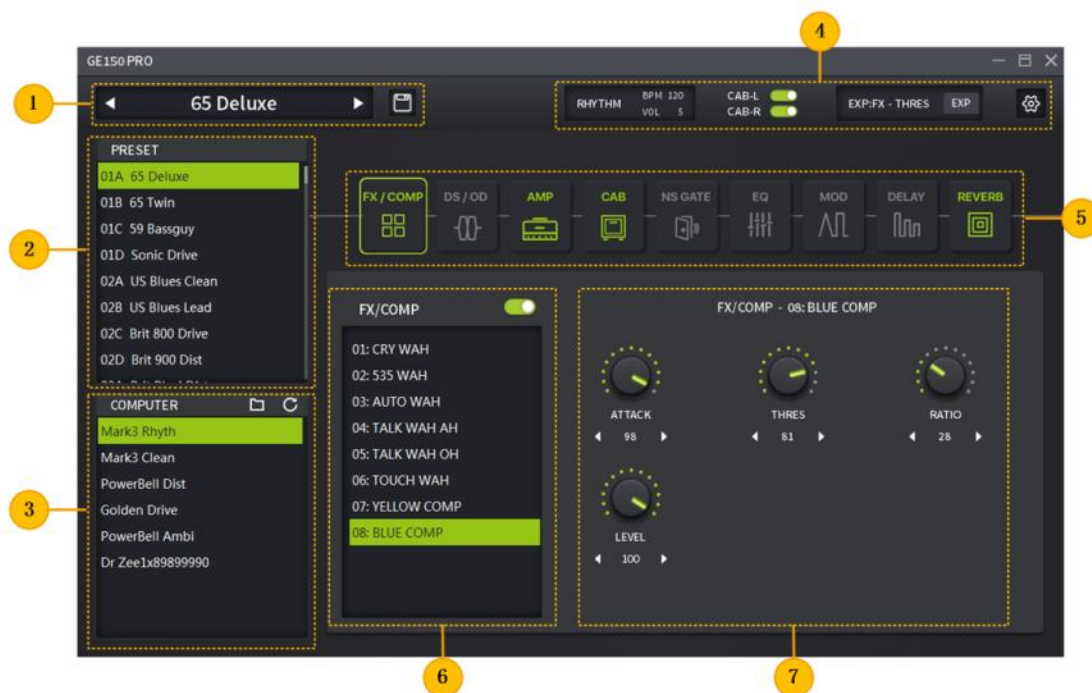 4
GE150 PRO
1
65 Deluxe
RHYTHM
BPM 120
VOL 5
CAB-L
CAB-R
EXP:FX - THRES
EXP
PRESET
01A 65 Deluxe
01B 65 Twin
01C 59 Bassguy
01D Sonic Drive
02A US Blues Clean
02B US Blues Lead
02C Brit 800 Drive
02D Brit 900 Dist
2
FX/COMP
DS/OD
AMP
CAB
NS GATE
EQ
MOD
DELAY
REVERB
5
COMPUTER
Mark3 Rhyth
Mark3 Clean
PowerBell Dist
Golden Drive
PowerBell Ambi
Dr Zee1x89899990
3
FX/COMP
01: CRY WAH
02: 535 WAH
03: AUTO WAH
04: TALK WAH AH
05: TALK WAH OH
06: TOUCH WAH
07: YELLOW COMP
08: BLUE COMP
FX/COMP - 08: BLUE COMP
ATTACK
98
THRES
81
RATIO
28
LEVEL
100
6
7